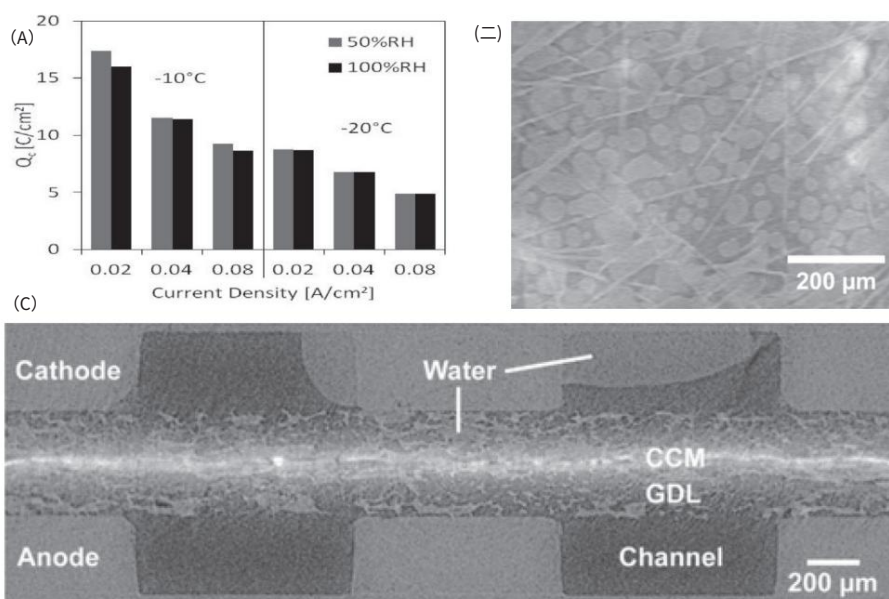 (A)
20
15
10
5
0
Q꜀ [C/cm²]
50%RH
100%RH
-10°C
-20°C
0.02 0.04 0.08 0.02 0.04 0.08
Current Density [A/cm²]
(二)
200 μm
(C)
Cathode
Water
CCM
GDL
Anode
Channel
200 μm